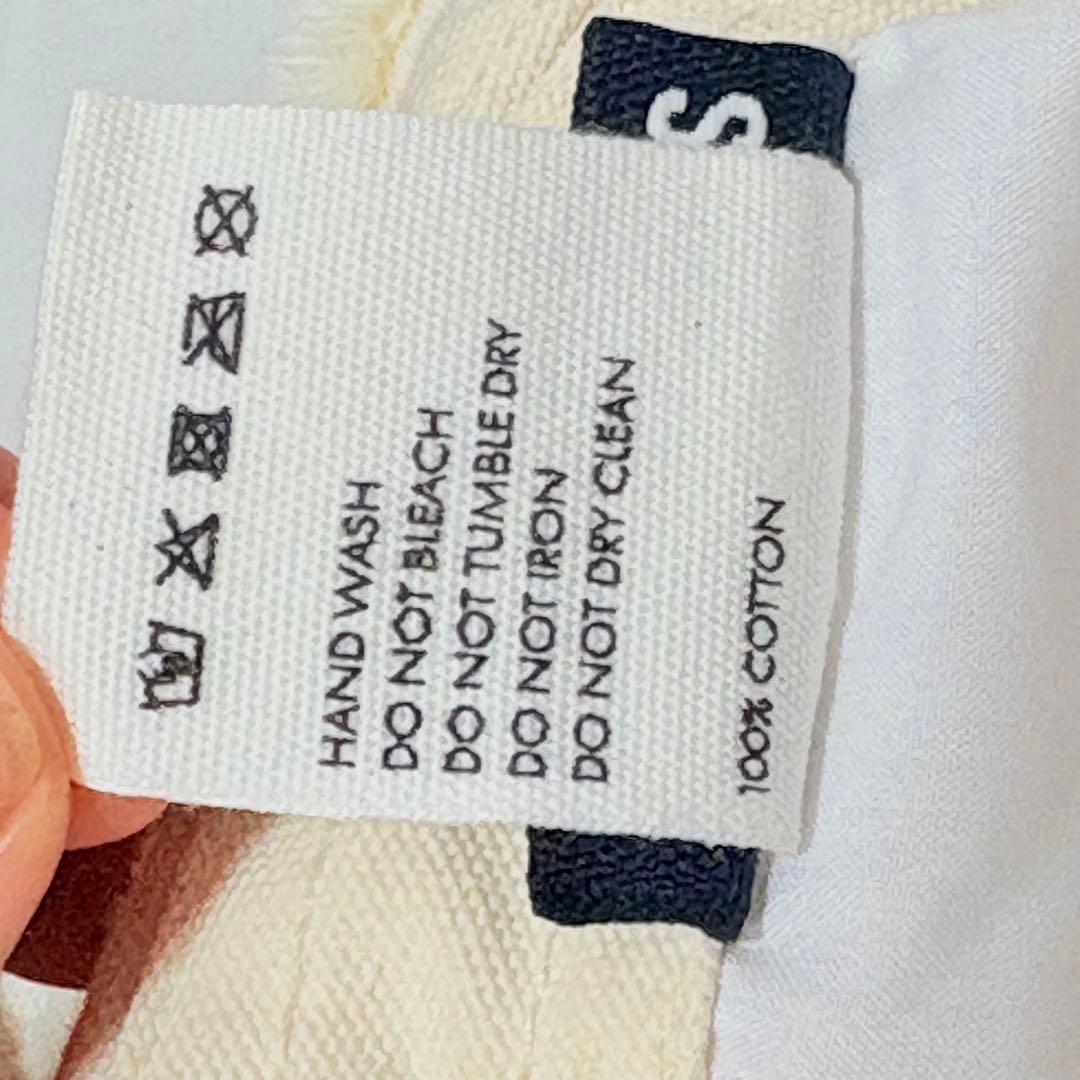 S
HAND WASH
DO NOT BLEACH
DO NOT TUMBLE DRY
DO NOT IRON
DO NOT DRY CLEAN
100% COTTON